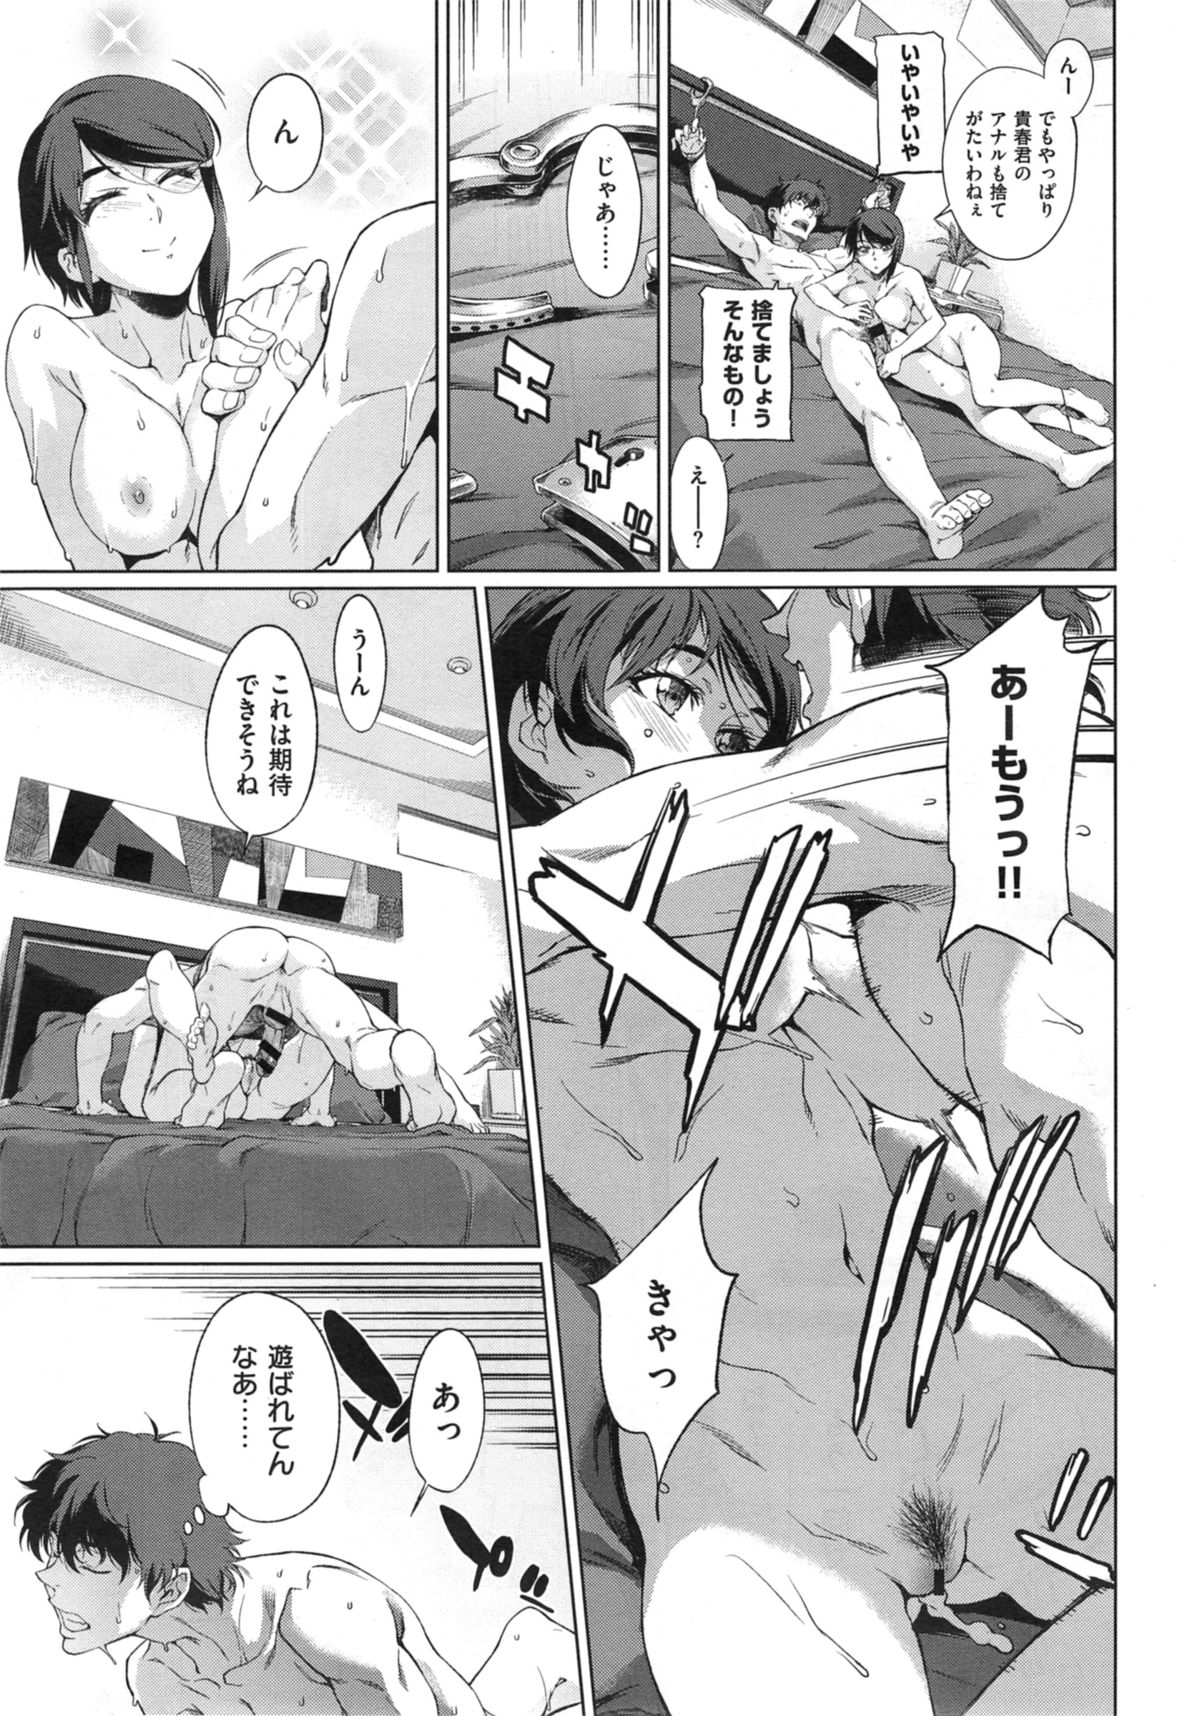 んー
でもやっぱり
貴春君の
アナルも捨て
がたいわねぇ
いやいやいや
捨てましょう
そんなもの！
えー――？
じゃあ……
ん
あーもうっ!!
きゃっ
うーん
これは期待
できそうね
あっ
遊ばれてん
なあ……